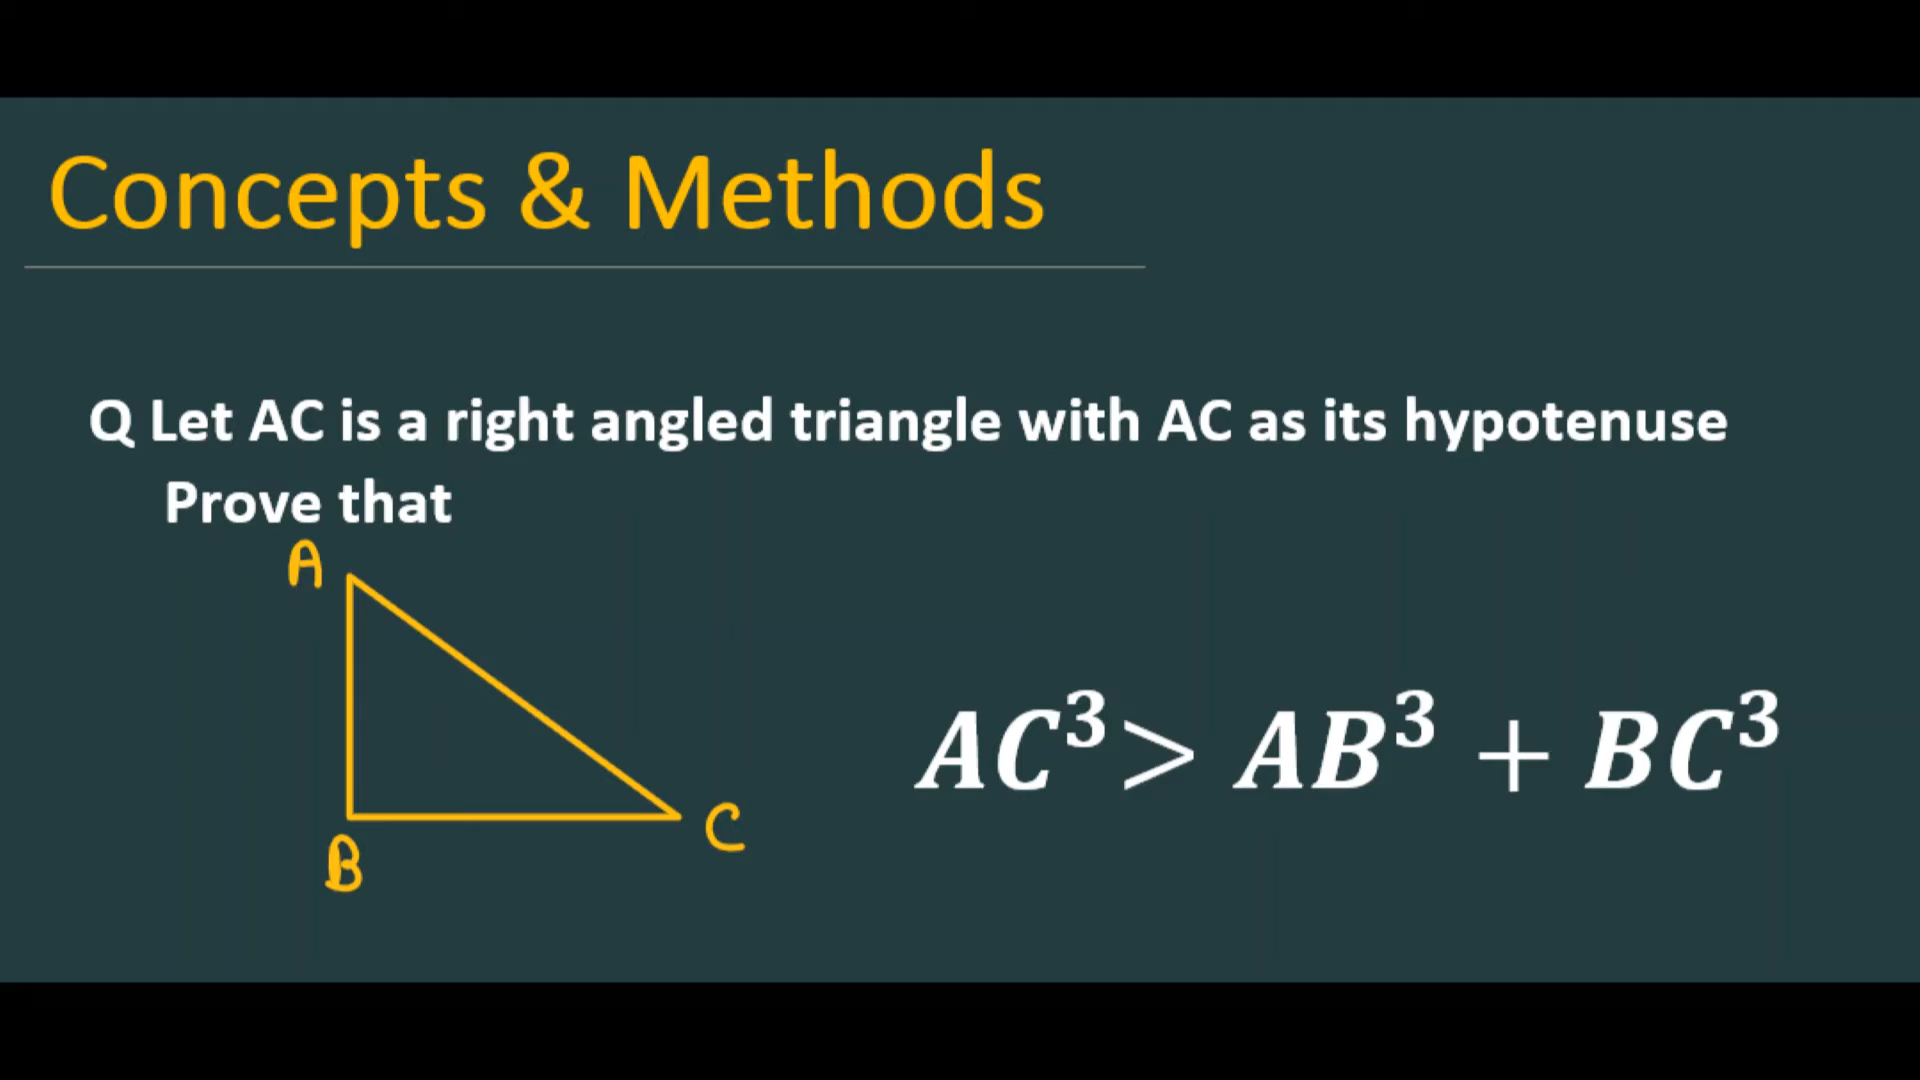 Concepts & Methods
Q Let AC is a right angled triangle with AC as its hypotenuse
Prove that
A
AC³> AB³ + BC³
C
B